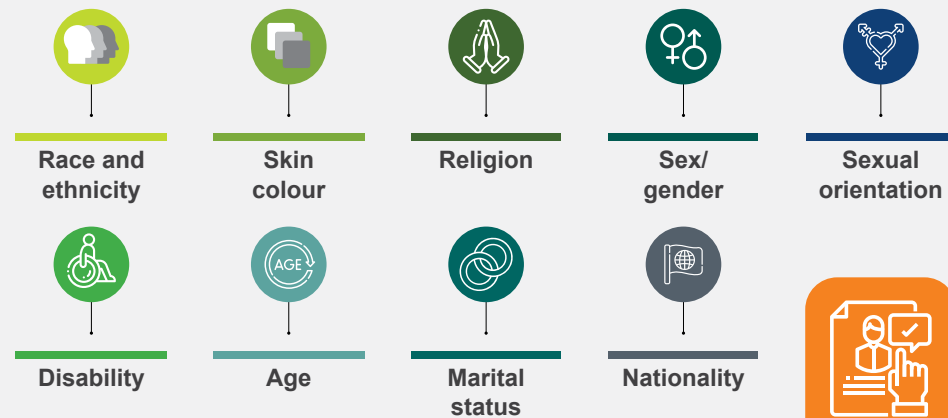 Race and
ethnicity
Skin
colour
Religion
Sex/
gender
Sexual
orientation
AGE
Disability
Age
Marital
status
Nationality